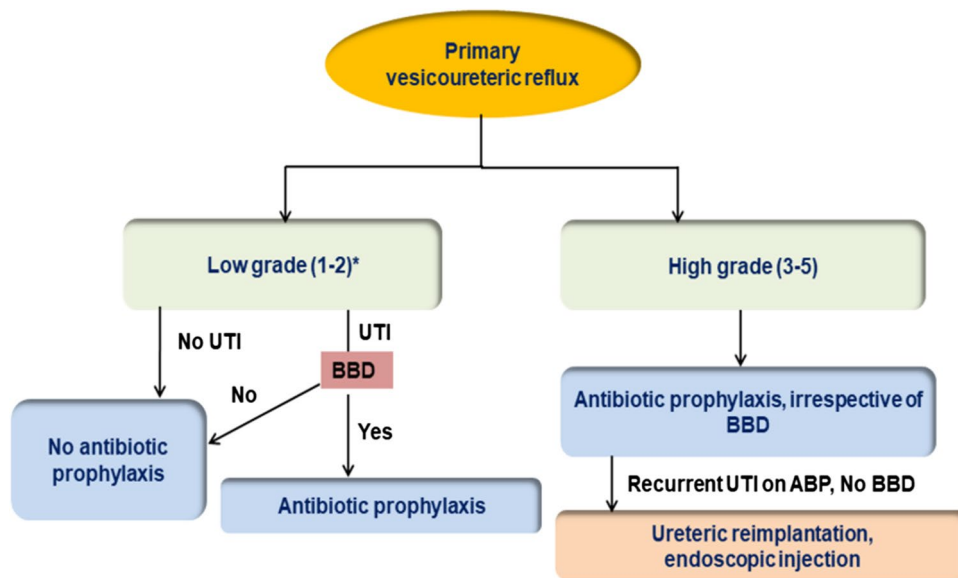 Primary
vesicoureteric reflux
Low grade (1-2)*
High grade (3-5)
No UTI
UTI
BBD
No
Yes
No antibiotic
prophylaxis
Antibiotic prophylaxis
Antibiotic prophylaxis, irrespective of
BBD
Recurrent UTI on ABP, No BBD
Ureteric reimplantation,
endoscopic injection